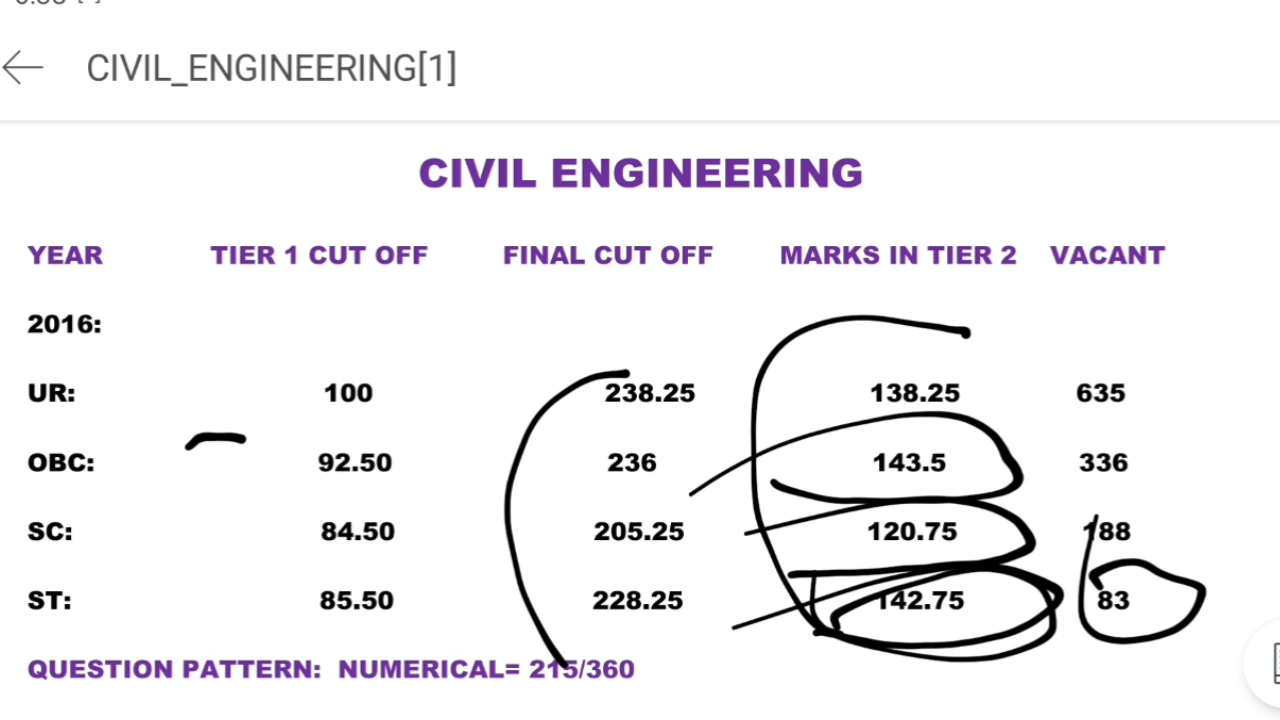 CIVIL_ENGINEERING[1]
CIVIL ENGINEERING
YEAR TIER 1 CUT OFF FINAL CUT OFF MARKS IN TIER 2 VACANT
2016:
UR: 100 238.25 138.25 635
OBC: 92.50 236 143.5 336
SC: 84.50 205.25 120.75 188
ST: 85.50 228.25 142.75 83
QUESTION PATTERN: NUMERICAL= 215/360